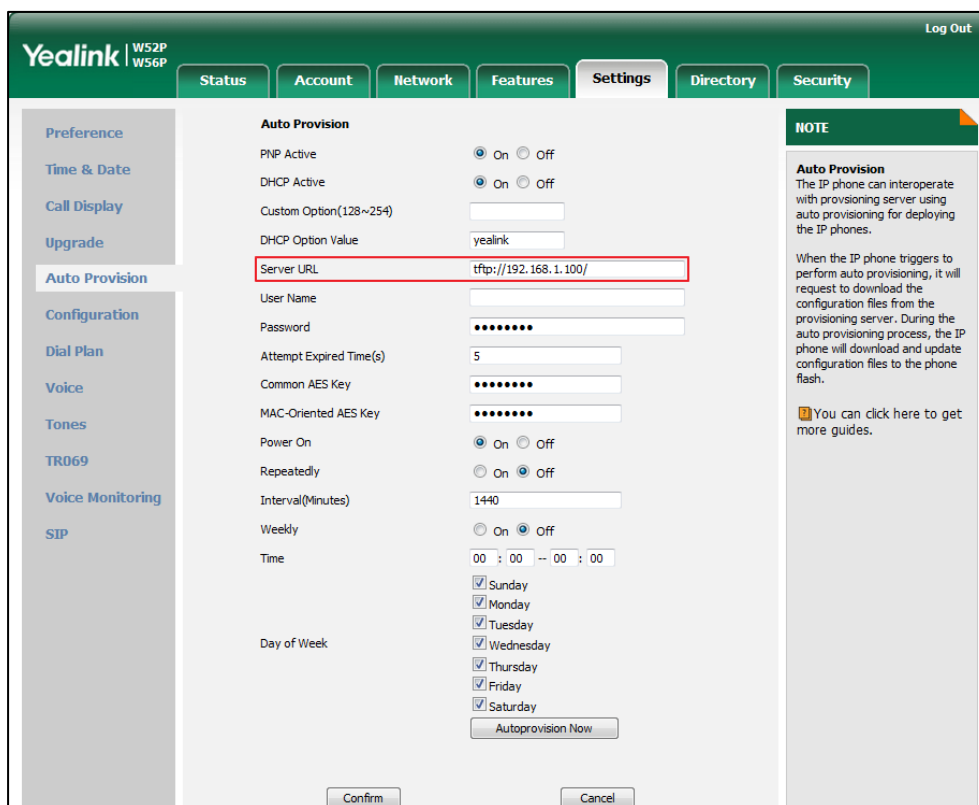 Log Out
Yealink | W52P
W56P
Status Account Network Features Settings Directory Security
Preference
Time & Date
Call Display
Upgrade
Auto Provision
Configuration
Dial Plan
Voice
Tones
TR069
Voice Monitoring
SIP
Auto Provision
PNP Active On Off
DHCP Active On Off
Custom Option(128~254)
DHCP Option Value yealink
Server URL tftp://192.168.1.100/
User Name
Password ••••••••
Attempt Expired Time(s) 5
Common AES Key ••••••••
MAC-Oriented AES Key ••••••••
Power On On Off
Repeatedly On Off
Interval(Minutes) 1440
Weekly On Off
Time 00 : 00 -- 00 : 00
Sunday
Monday
Tuesday
Day of Week Wednesday
Thursday
Friday
Saturday
Autoprovision Now
Confirm Cancel
NOTE
Auto Provision
The IP phone can interoperate
with provsioning server using
auto provisioning for deploying
the IP phones.
When the IP phone triggers to
perform auto provisioning, it will
request to download the
configuration files from the
provisioning server. During the
auto provisioning process, the IP
phone will download and update
configuration files to the phone
flash.
You can click here to get
more guides.